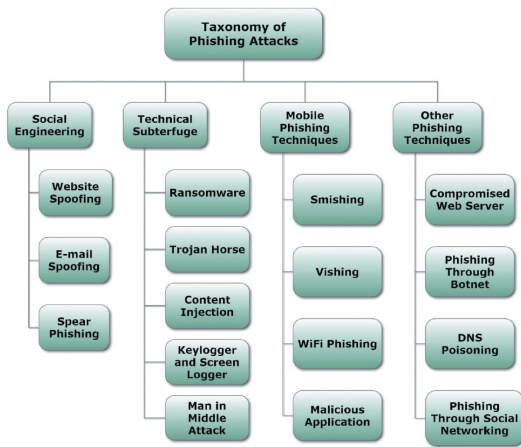 Taxonomy of
Phishing Attacks
Social
Engineering
Website
Spoofing
E-mail
Spoofing
Spear
Phishing
Technical
Subterfuge
Ransomware
Trojan Horse
Content
Injection
Keylogger
and Screen
Logger
Man in
Middle
Attack
Mobile
Phishing
Techniques
Smishing
Vishing
WiFi Phishing
Malicious
Application
Other
Phishing
Techniques
Compromised
Web Server
Phishing
Through
Botnet
DNS
Poisoning
Phishing
Through Social
Networking